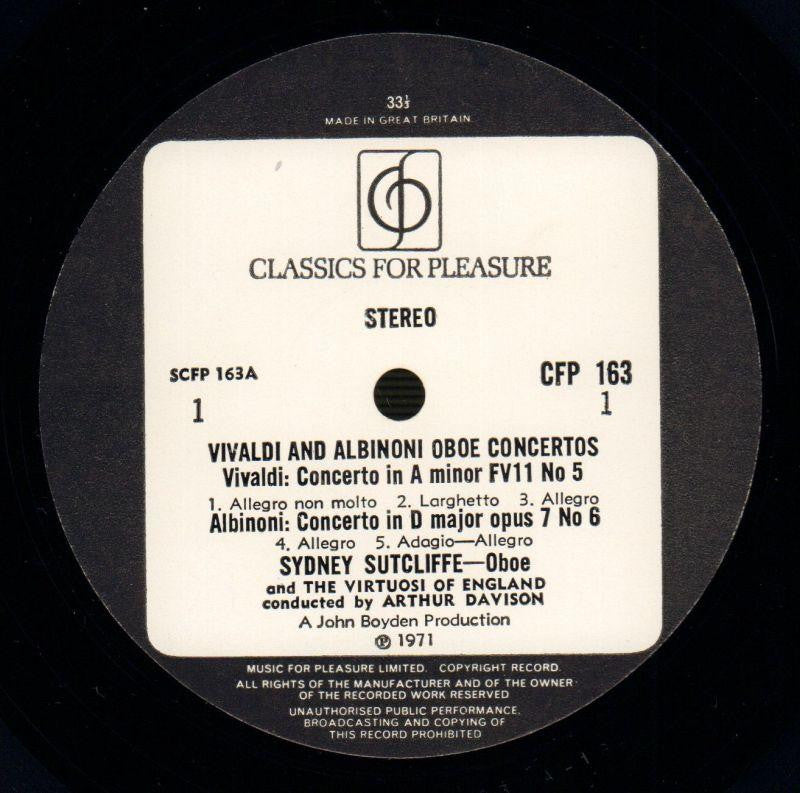 33⅓
MADE IN GREAT BRITAIN
CLASSICS FOR PLEASURE
STEREO
SCFP 163A
1
CFP 163
1
VIVALDI AND ALBINONI OBOE CONCERTOS
Vivaldi: Concerto in A minor FV11 No 5
1. Allegro non molto 2. Larghetto 3. Allegro
Albinoni: Concerto in D major opus 7 No 6
4. Allegro 5. Adagio—Allegro
SYDNEY SUTCLIFFE—Oboe
and THE VIRTUOSI OF ENGLAND
conducted by ARTHUR DAVISON
A John Boyden Production
℗ 1971
MUSIC FOR PLEASURE LIMITED. COPYRIGHT RECORD.
ALL RIGHTS OF THE MANUFACTURER AND OF THE OWNER
OF THE RECORDED WORK RESERVED
UNAUTHORISED PUBLIC PERFORMANCE,
BROADCASTING AND COPYING OF
THIS RECORD PROHIBITED